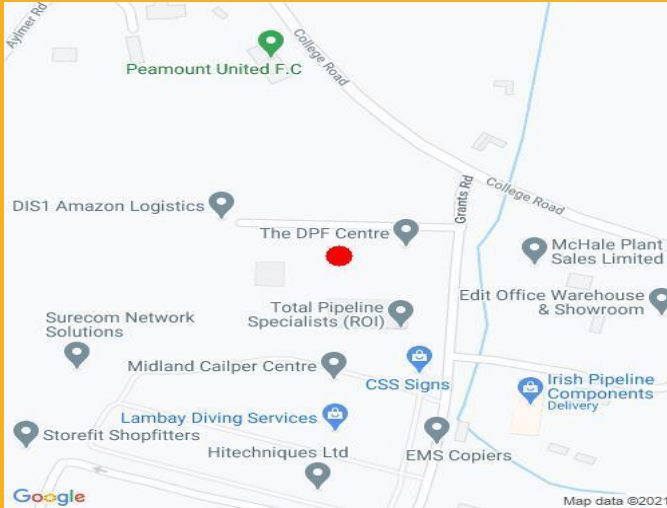 Aylmer Rd
Peamount United F.C
College Road
Grants Rd
College Road
DIS1 Amazon Logistics
The DPF Centre
McHale Plant
Sales Limited
Edit Office Warehouse
& Showroom
Total Pipeline
Specialists (ROI)
Surecom Network
Solutions
Midland Cailper Centre
CSS Signs
Irish Pipeline
Components
Delivery
Lambay Diving Services
Storefit Shopfitters
EMS Copiers
Hitechniques Ltd
Google
Map data ©2021